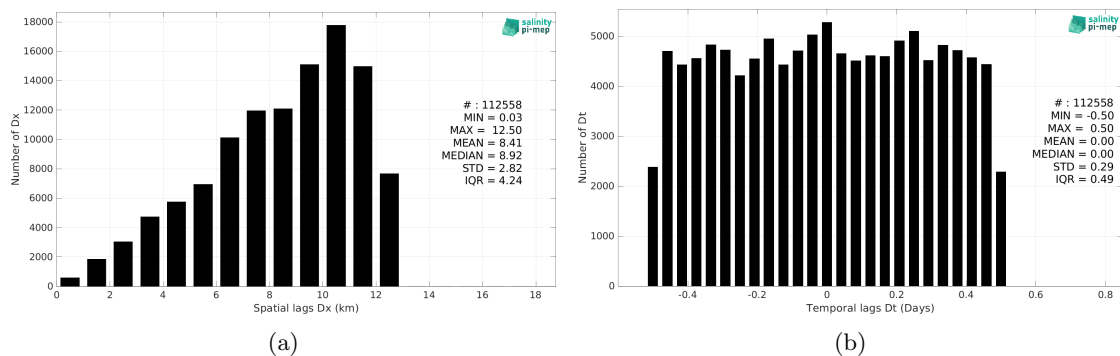 18000
16000
14000
12000
10000
8000
6000
4000
2000
0
Number of Dx
0 2 4 6 8 10 12 14 16 18
Spatial lags Dx (km)
salinity
pi-mep
# : 112558
MIN = 0.03
MAX = 12.50
MEAN = 8.41
MEDIAN = 8.92
STD = 2.82
IQR = 4.24
(a)
5000
4000
3000
2000
1000
0
Number of Dt
-0.4 -0.2 0 0.2 0.4 0.6 0.8
Temporal lags Dt (Days)
salinity
pi-mep
# : 112558
MIN = -0.50
MAX = 0.50
MEAN = 0.00
MEDIAN = 0.00
STD = 0.29
IQR = 0.49
(b)